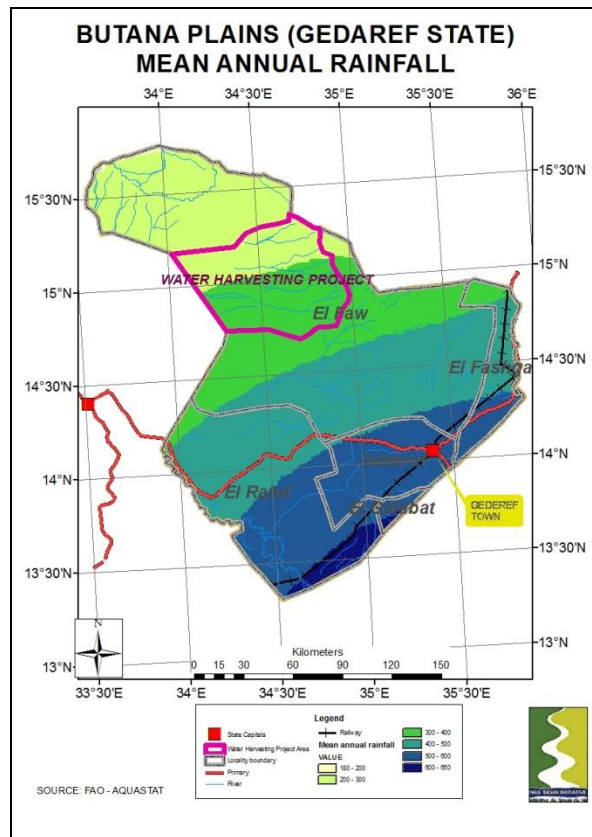 BUTANA PLAINS (GEDAREF STATE)
MEAN ANNUAL RAINFALL
34°E
34°30'E
35°E
35°30'E
36°E
15°30'N
15°30'N
WATER HARVESTING PROJECT
15°N
15°N
El Faw
El Fashga
14°30'N
14°30'N
14°N
14°N
El Rahd
GEDEREF
TOWN
13°30'N
13°30'N
N
Kilometers
0 15 30 60 90 120 150
13°N
13°N
33°30'E
34°E
34°30'E
35°E
35°30'E
Legend
State Capitals
Water Harvesting Project Area
Locality boundary
Primary
River
Railway
Mean annual rainfall
VALUE
180 - 200
200 - 300
300 - 400
400 - 500
500 - 600
600 - 650
SOURCE: FAO - AQUASTAT
NILE BASIN INITIATIVE